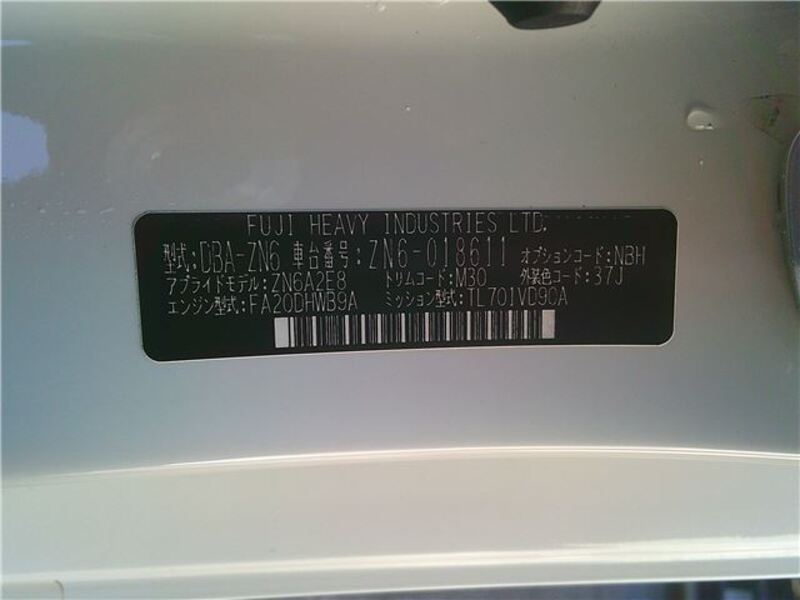 FUJI HEAVY INDUSTRIES LTD.
型式:DBA-ZN6 車台番号:ZN6-018611 オプションコード:NBH
アプライドモデル:ZN6A2E8 トリムコード:M30 外装色コード:37J
エンジン型式:FA20DHWB9A ミッション型式:TL701VD90A